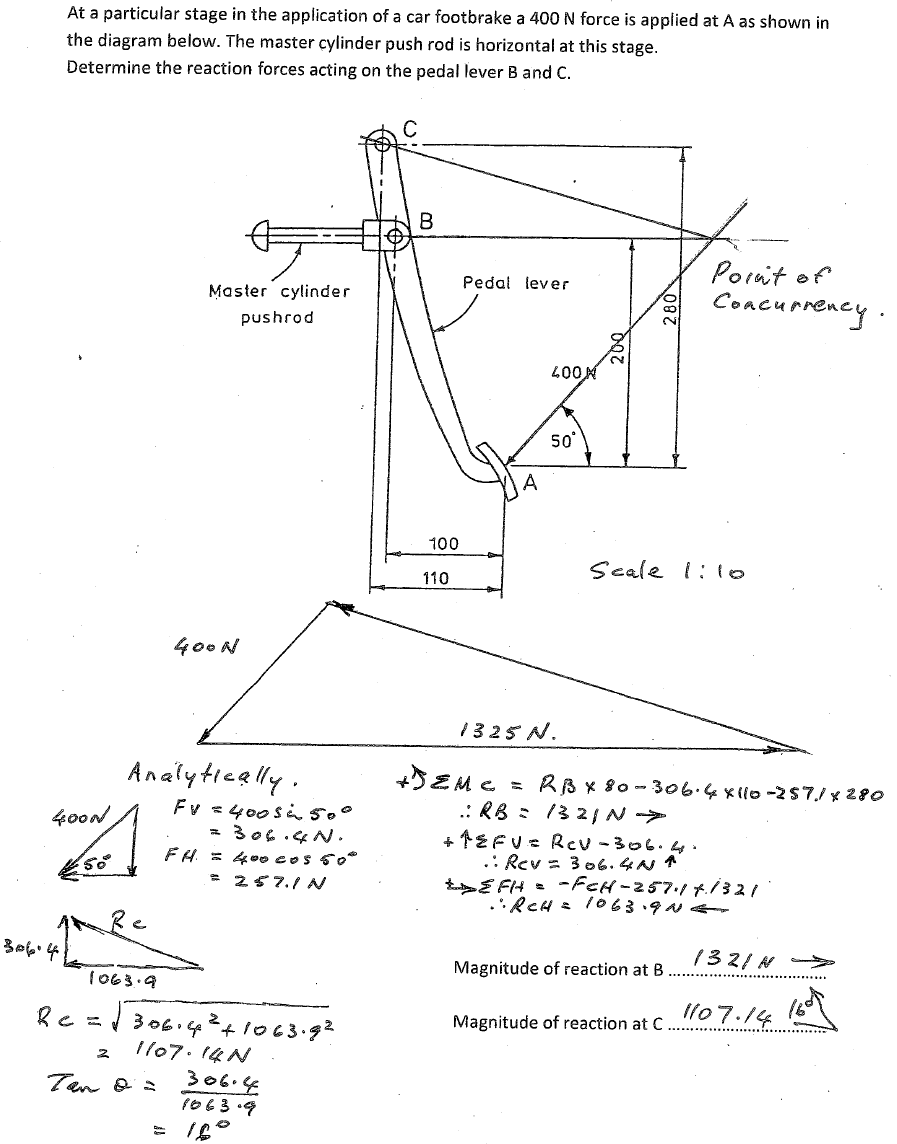 At a particular stage in the application of a car footbrake a 400 N force is applied at A as shown in
the diagram below. The master cylinder push rod is horizontal at this stage.
Determine the reaction forces acting on the pedal lever B and C.
C
B
Master cylinder
pushrod
Pedal lever
Point of
Concurrency.
280
200
400N
50°
A
100
110
Scale 1:10
400N
1325 N.
Analytically.
400N
50°
FV = 400 sin 50°
= 306.4N.
FH = 400 cos 50°
= 257.1 N
+↺ ΣMc = RB x 80 - 306.4 x 110 - 257.1 x 280
∴ RB = 1321 N →
+↑ΣFV = RcV - 306.4.
∴ RcV = 306.4N ↑
+→ΣFH = -FcH - 257.1 + 1321
∴ RcH = 1063.9N ←
Rc
306.4
1063.9
Rc = √306.4² + 1063.9²
= 1107.14N
Tan θ = 306.4
1063.9
= 16°
Magnitude of reaction at B 1321 N →
Magnitude of reaction at C 1107.14 16°